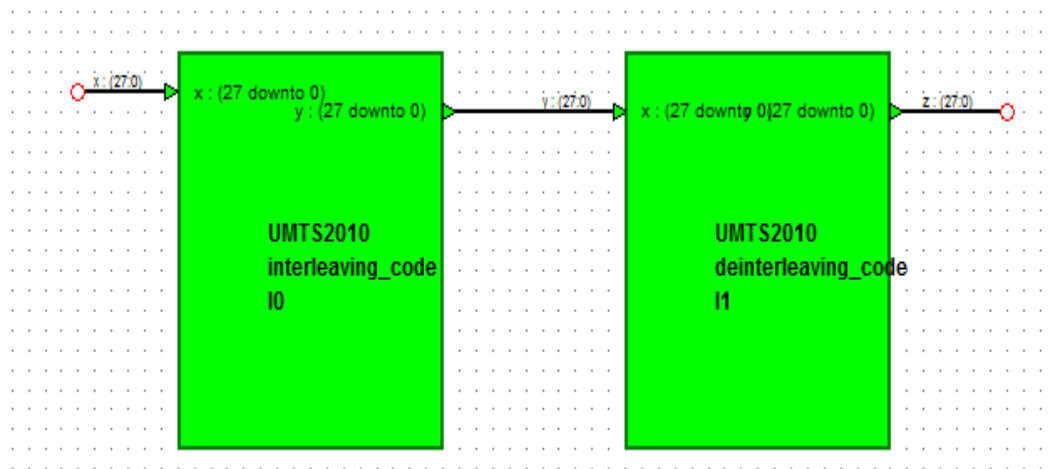 x : (27:0)
x : (27 downto 0)
y : (27 downto 0)
UMTS2010
interleaving_code
I0
y : (27:0)
x : (27 downto 0)
y : (27 downto 0)
UMTS2010
deinterleaving_code
I1
z : (27:0)